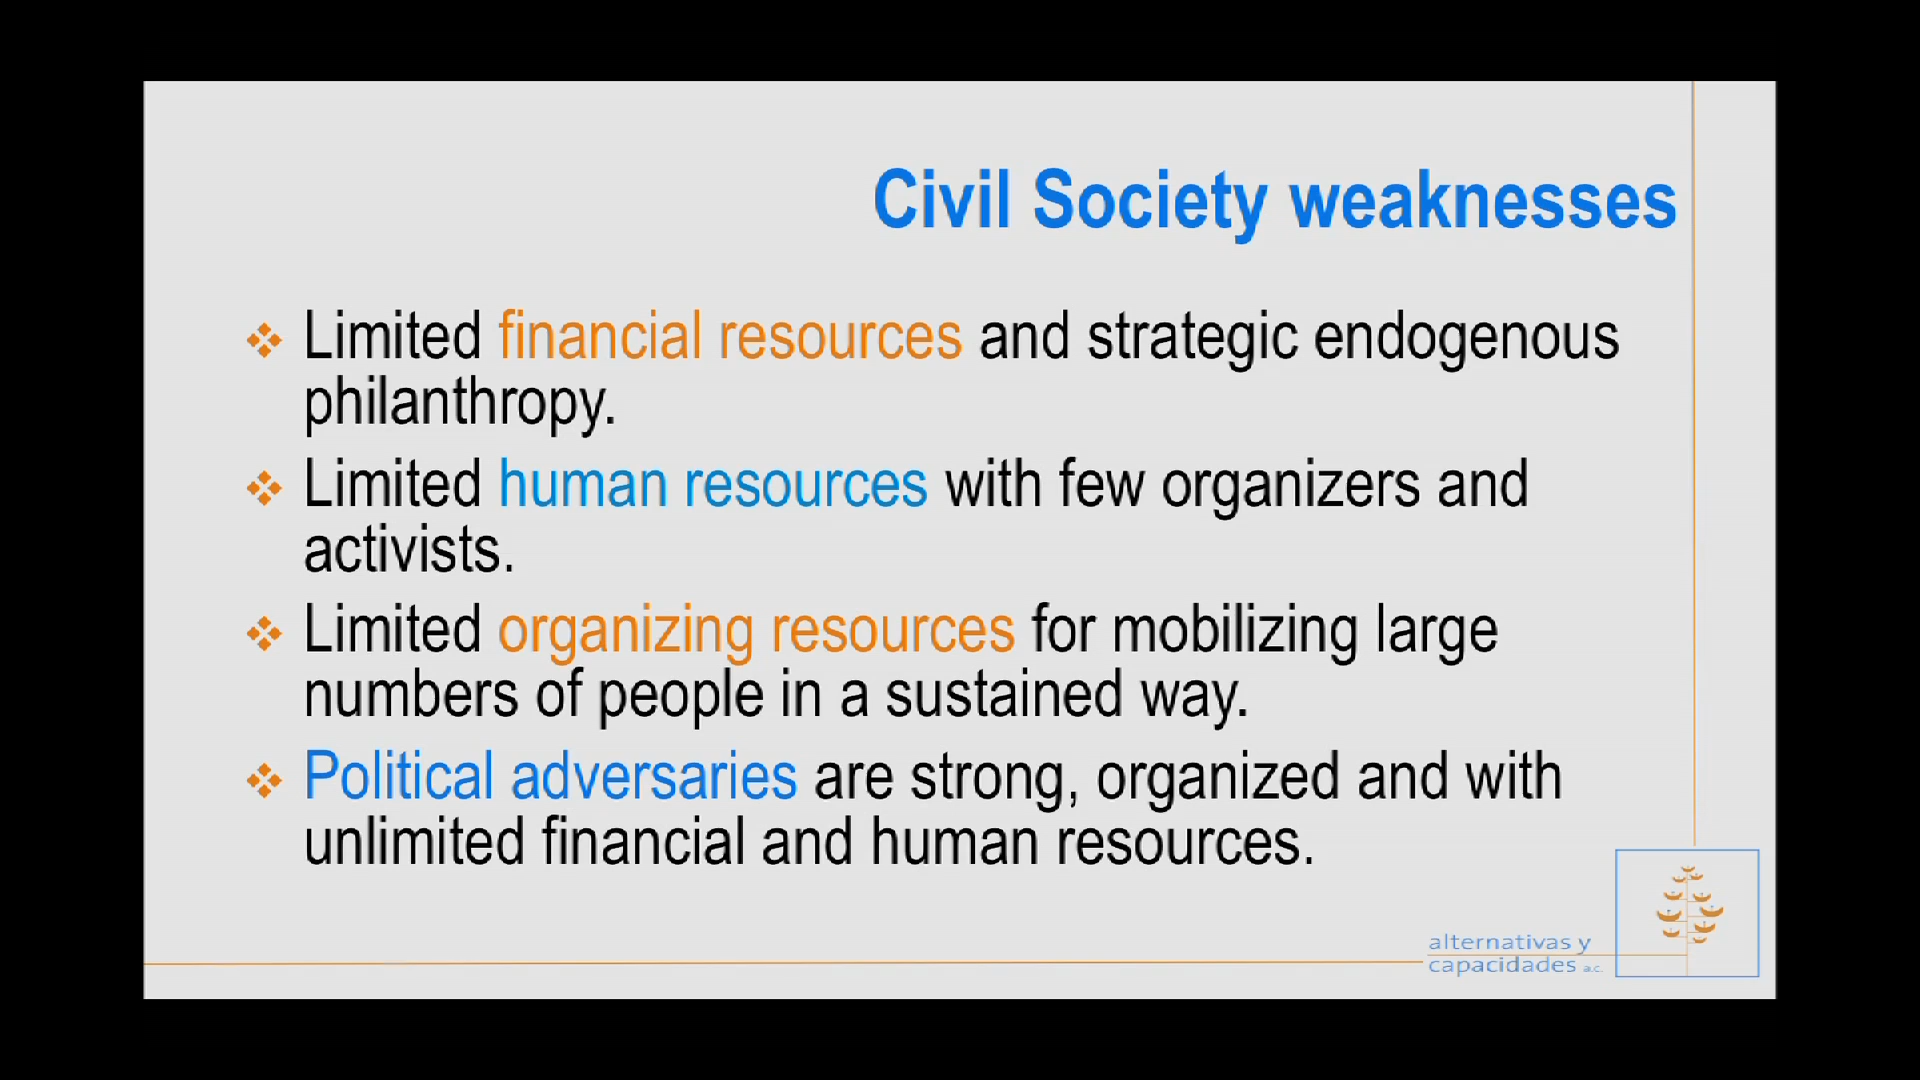 Civil Society weaknesses
Limited financial resources and strategic endogenous
philanthropy.
Limited human resources with few organizers and
activists.
Limited organizing resources for mobilizing large
numbers of people in a sustained way.
Political adversaries are strong, organized and with
unlimited financial and human resources.
alternativas y
capacidades a.c.